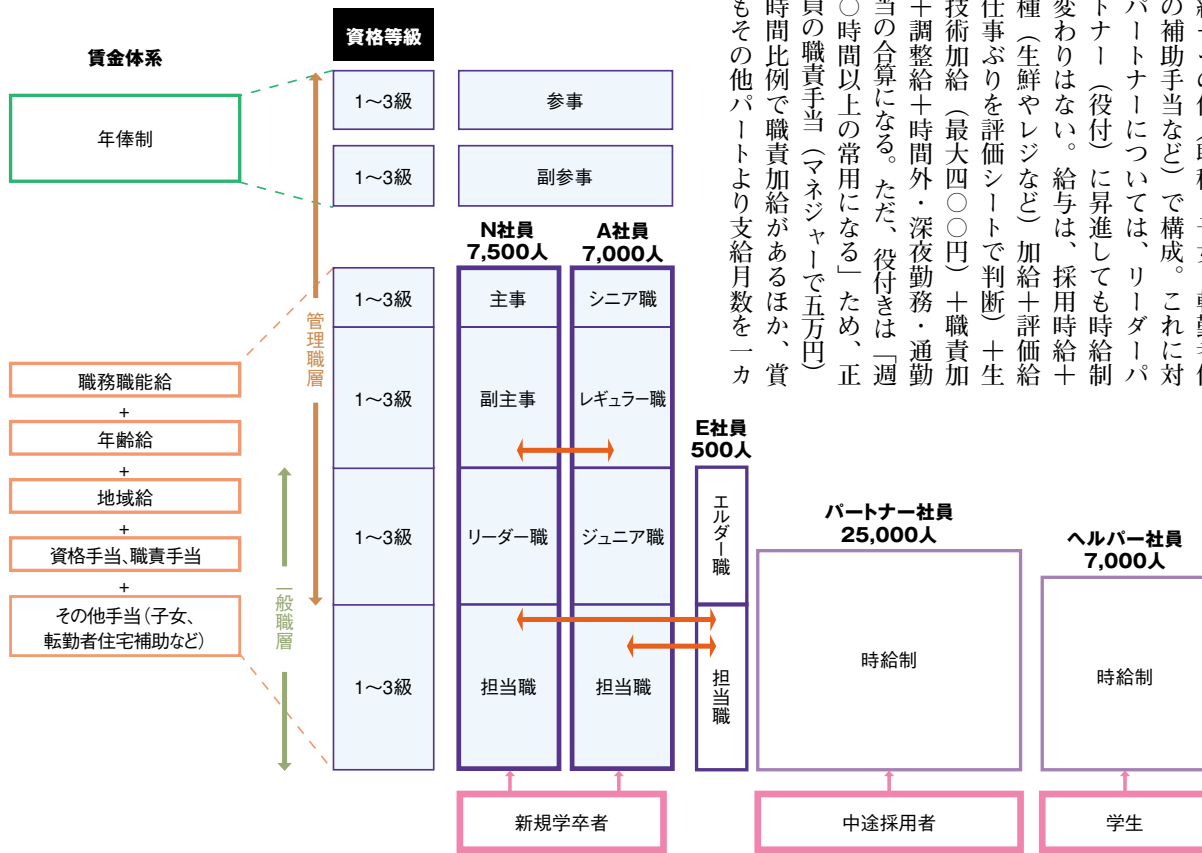 給+その他(職種、子女、転勤者住
の補助手当など)で構成。これに対
パートナーについては、リーダーパ
トナー(役付)に昇進しても時給制
変わりはない。給与は、採用時給+
種(生鮮やレジなど)加給+評価給
仕事ぶりを評価シートで判断)+生
技術加給(最大四〇〇円)+職責加
+調整給+時間外・深夜勤務・通勤
当の合算になる。ただ、役付きは「週
〇時間以上の常用になる」ため、正
員の職責手当(マネジャーで五万円)
時間比例で職責加給があるほか、賞
もその他パートより支給月数を一カ
賃金体系
年俸制
職務職能給
+
年齢給
+
地域給
+
資格手当、職責手当
+
その他手当(子女、
転勤者住宅補助など)
資格等級
1〜3級
1〜3級
1〜3級
1〜3級
1〜3級
1〜3級
管理職層
一般職層
参事
副参事
N社員
7,500人
主事
副主事
リーダー職
担当職
A社員
7,000人
シニア職
レギュラー職
ジュニア職
担当職
E社員
500人
エルダー職
担当職
パートナー社員
25,000人
時給制
ヘルパー社員
7,000人
時給制
新規学卒者
中途採用者
学生